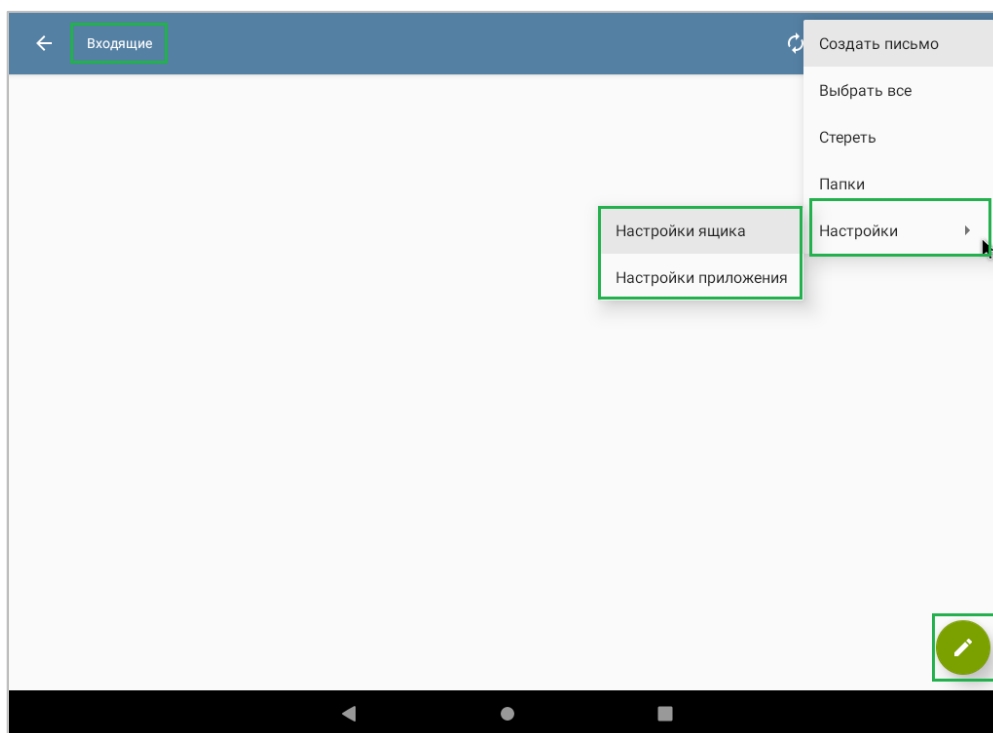 Входящие
Создать письмо
Выбрать все
Стереть
Папки
Настройки
Настройки ящика
Настройки приложения